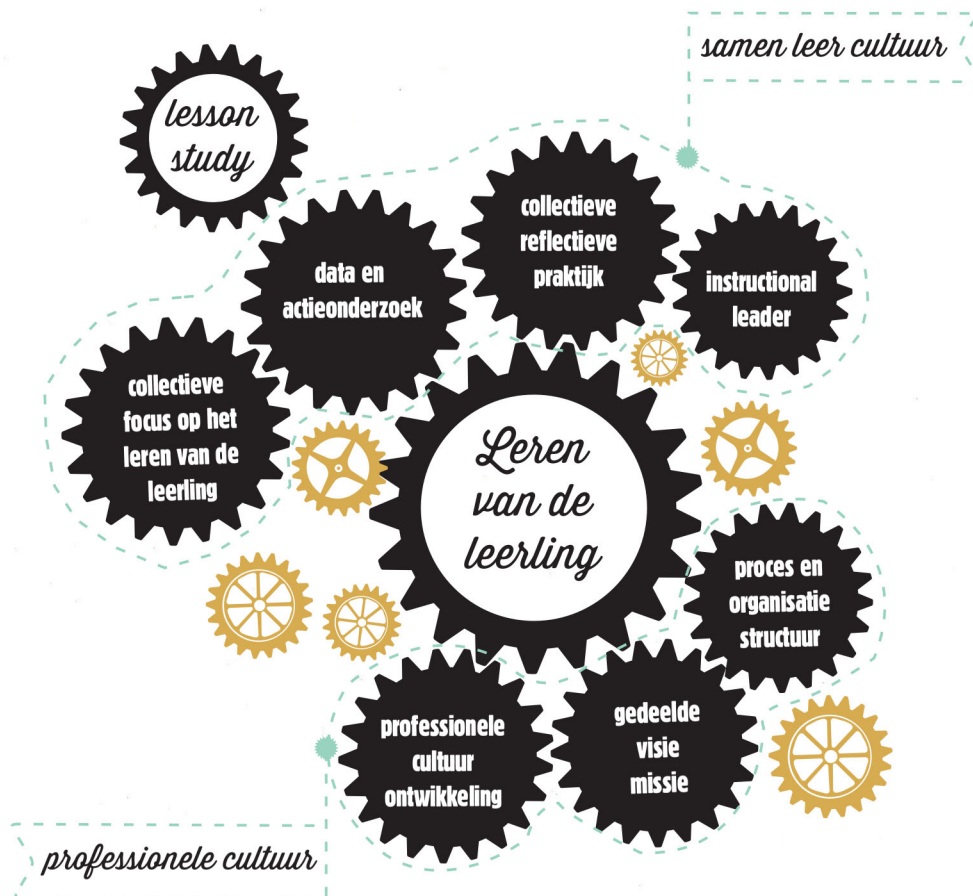 samen leer cultuur
lesson
study
collectieve
reflectieve
praktijk
data en
actieonderzoek
instructional
leader
collectieve
focus op het
leren van de
leerling
Leren
van de
leerling
proces en
organisatie
structuur
professionele
cultuur
ontwikkeling
gedeelde
visie
missie
professionele cultuur